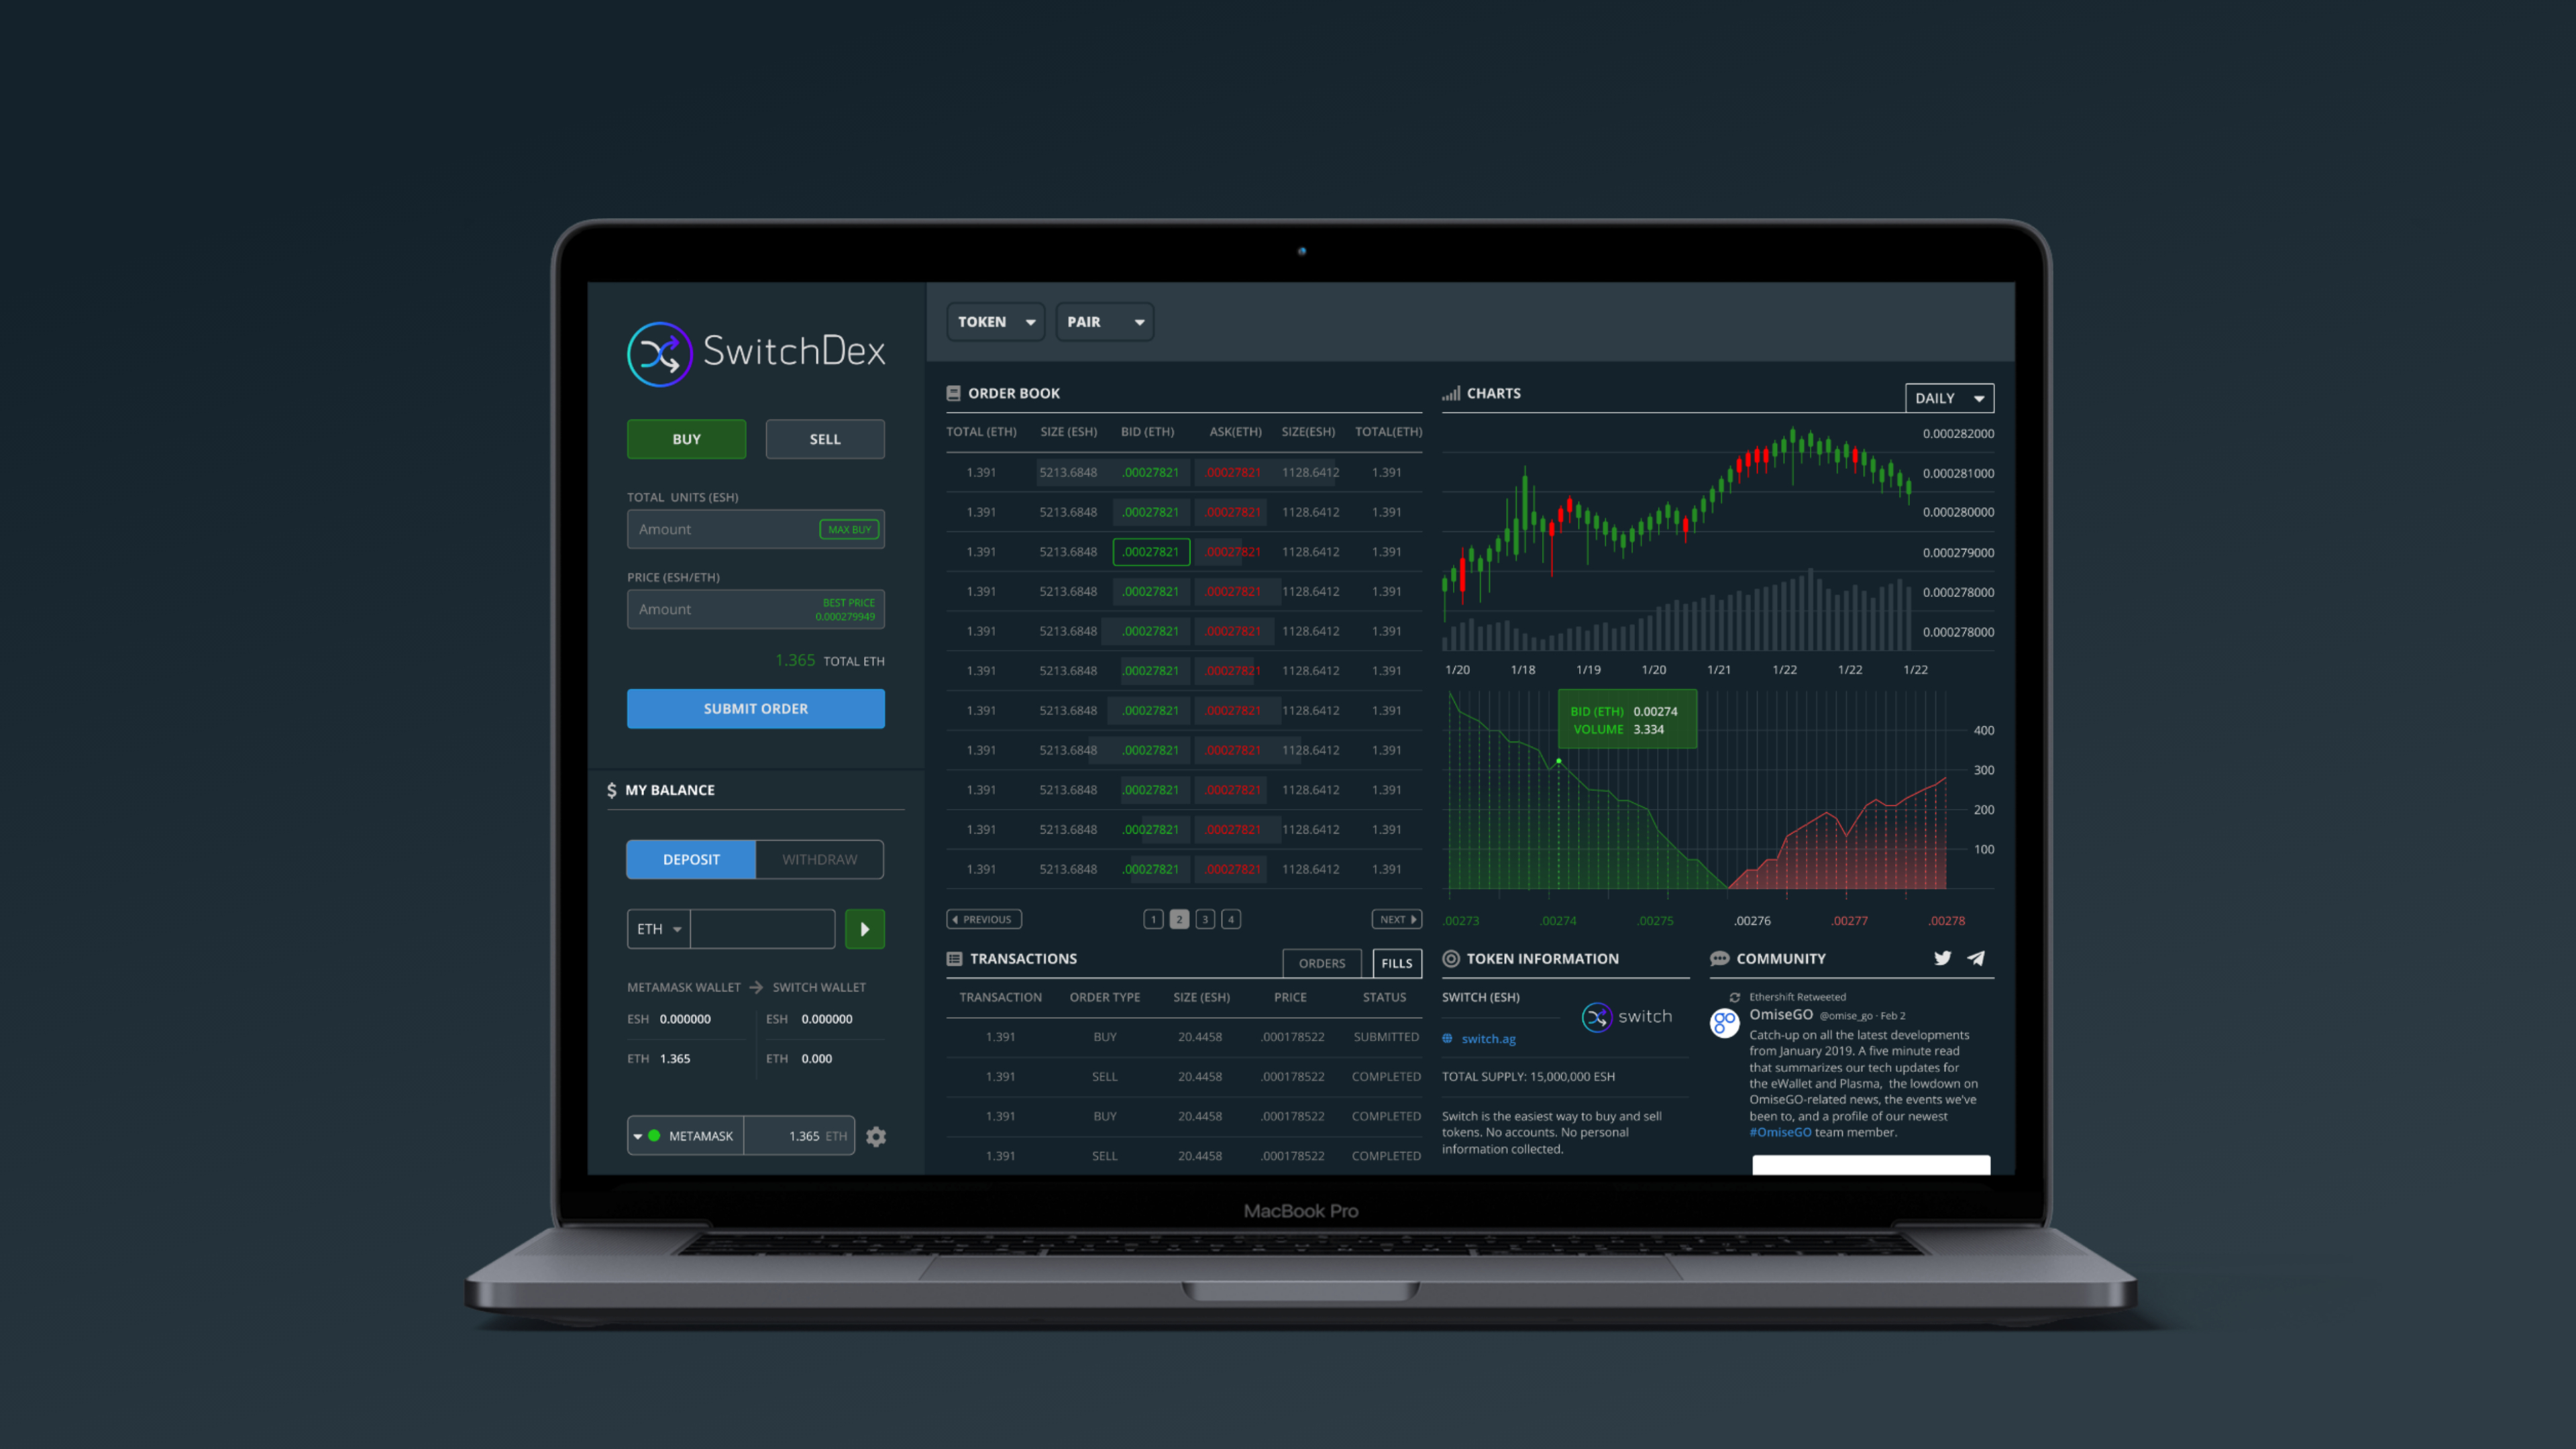 SwitchDex
BUY SELL
TOTAL UNITS (ESH)
Amount MAX BUY
PRICE (ESH/ETH)
Amount BEST PRICE
0.000279949
1.365 TOTAL ETH
SUBMIT ORDER
$ MY BALANCE
DEPOSIT WITHDRAW
ETH
METAMASK WALLET → SWITCH WALLET
ESH 0.000000 ESH 0.000000
ETH 1.365 ETH 0.000
METAMASK 1.365 ETH
TOKEN PAIR
ORDER BOOK
TOTAL (ETH) SIZE (ESH) BID (ETH) ASK(ETH) SIZE(ESH) TOTAL(ETH)
1.391 5213.6848 .00027821 .00027821 1128.6412 1.391
1.391 5213.6848 .00027821 .00027821 1128.6412 1.391
1.391 5213.6848 .00027821 .00027821 1128.6412 1.391
1.391 5213.6848 .00027821 .00027821 1128.6412 1.391
1.391 5213.6848 .00027821 .00027821 1128.6412 1.391
1.391 5213.6848 .00027821 .00027821 1128.6412 1.391
1.391 5213.6848 .00027821 .00027821 1128.6412 1.391
1.391 5213.6848 .00027821 .00027821 1128.6412 1.391
1.391 5213.6848 .00027821 .00027821 1128.6412 1.391
1.391 5213.6848 .00027821 .00027821 1128.6412 1.391
1.391 5213.6848 .00027821 .00027821 1128.6412 1.391
PREVIOUS 1 2 3 4 NEXT
TRANSACTIONS ORDERS FILLS
TRANSACTION ORDER TYPE SIZE (ESH) PRICE STATUS
1.391 BUY 20.4458 .000178522 SUBMITTED
1.391 SELL 20.4458 .000178522 COMPLETED
1.391 BUY 20.4458 .000178522 COMPLETED
1.391 SELL 20.4458 .000178522 COMPLETED
CHARTS DAILY
0.000282000
0.000281000
0.000280000
0.000279000
0.000278000
0.000278000
1/20 1/18 1/19 1/20 1/21 1/22 1/22 1/22
BID (ETH) 0.00274
VOLUME 3.334
400
300
200
100
.00273 .00274 .00275 .00276 .00277 .00278
TOKEN INFORMATION
SWITCH (ESH)
switch
switch.ag
TOTAL SUPPLY: 15,000,000 ESH
Switch is the easiest way to buy and sell
tokens. No accounts. No personal
information collected.
COMMUNITY
Ethershift Retweeted
OmiseGO @omise_go · Feb 2
Catch-up on all the latest developments
from January 2019. A five minute read
that summarizes our tech updates for
the eWallet and Plasma, the lowdown on
OmiseGO-related news, the events we've
been to, and a profile of our newest
#OmiseGO team member.
MacBook Pro